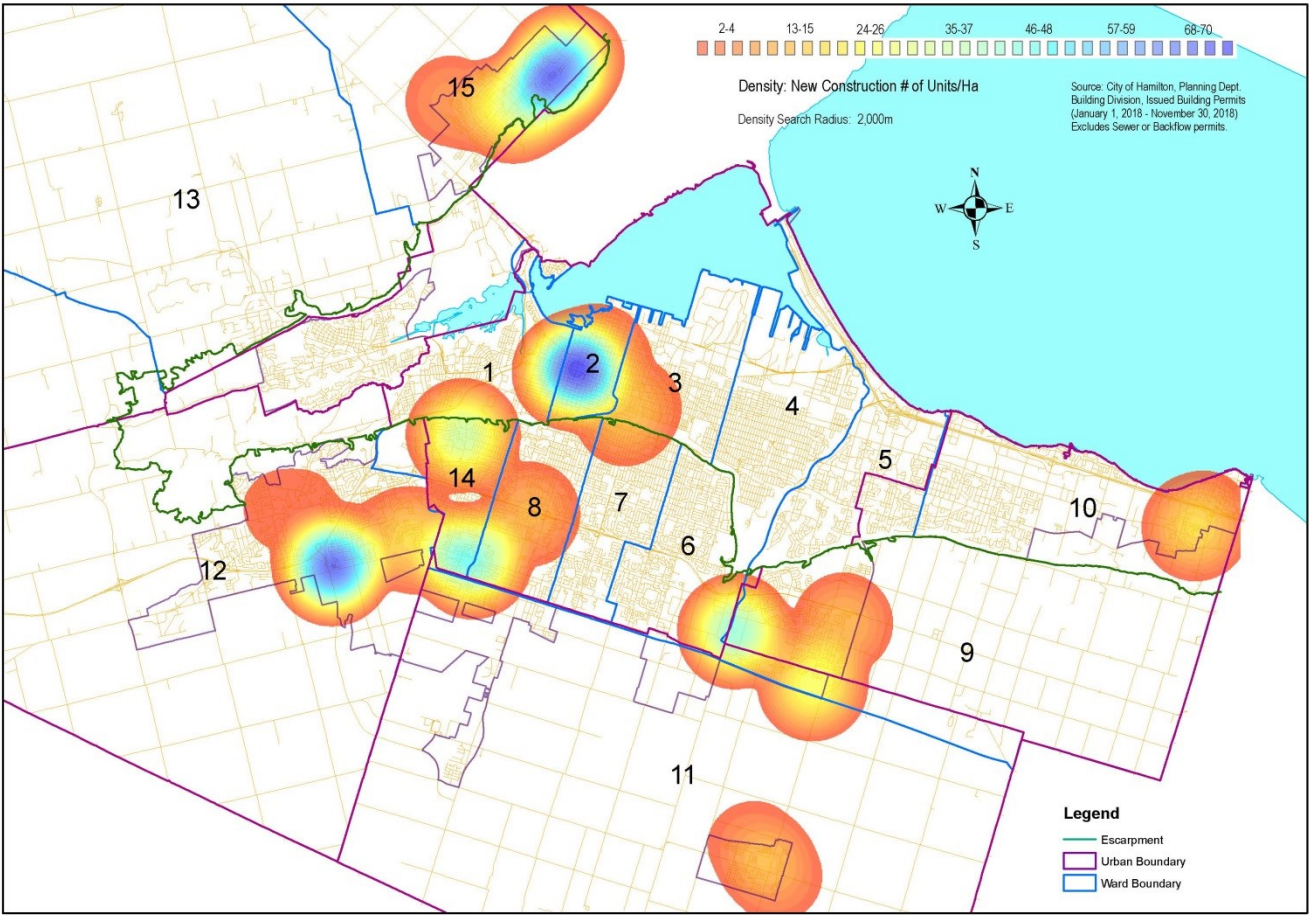 2-4 13-15 24-26 35-37 46-48 57-59 68-70
Density: New Construction # of Units/Ha
Density Search Radius: 2,000m
Source: City of Hamilton, Planning Dept.
Building Division, Issued Building Permits
(January 1, 2018 - November 30, 2018)
Excludes Sewer or Backflow permits.
N
W E
S
15
13
1
2
3
4
5
14
8
7
6
10
12
9
11
Legend
Escarpment
Urban Boundary
Ward Boundary